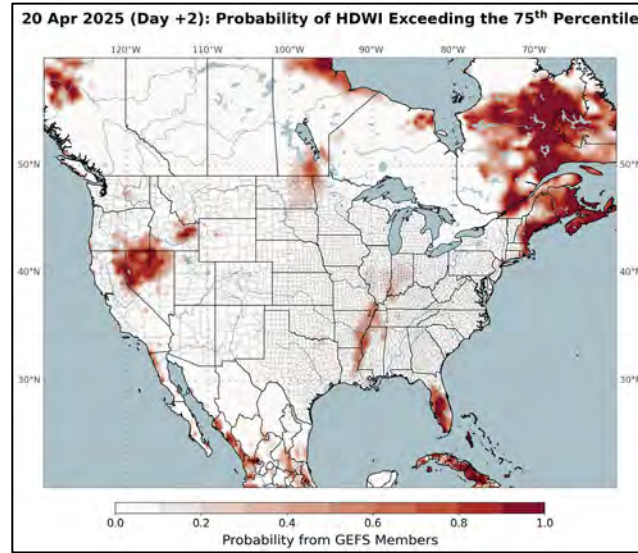 20 Apr 2025 (Day +2): Probability of HDWI Exceeding the 75th Percentile
120°W 110°W 100°W 90°W 80°W 70°W
50°N 50°N
40°N 40°N
30°N 30°N
0.0 0.2 0.4 0.6 0.8 1.0
Probability from GEFS Members